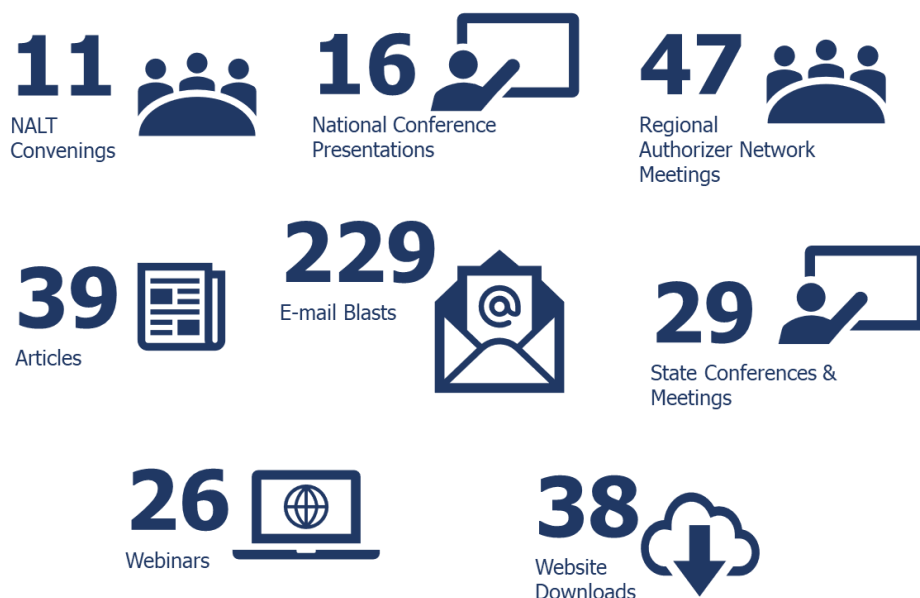 11
NALT
Convenings
16
National Conference
Presentations
47
Regional
Authorizer Network
Meetings
39
Articles
229
E-mail Blasts
@
29
State Conferences &
Meetings
26
Webinars
38
Website
Downloads